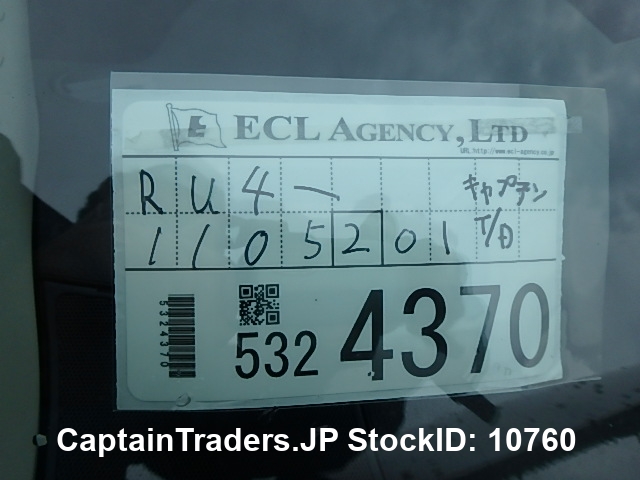 E ECL AGENCY, LTD
URL http://www.ecl-agency.co.jp
RU4- キャプテン
1105201 T/D
5324370
532 4370
CaptainTraders.JP StockID: 10760